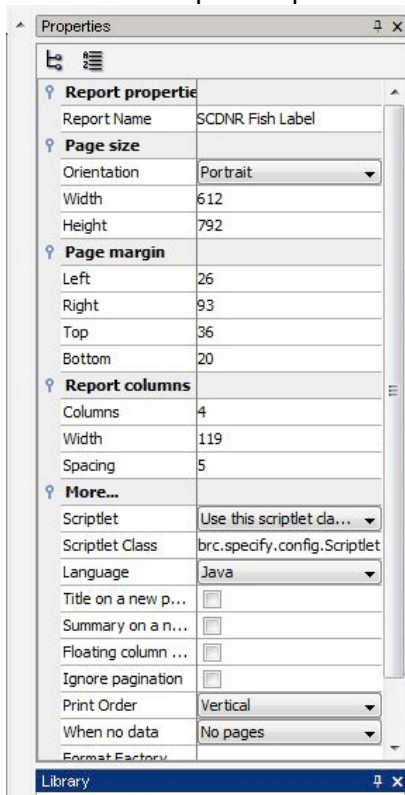 Properties
Report propertie
Report Name SCDNR Fish Label
Page size
Orientation Portrait
Width 612
Height 792
Page margin
Left 26
Right 93
Top 36
Bottom 20
Report columns
Columns 4
Width 119
Spacing 5
More...
Scriptlet Use this scriptlet cla...
Scriptlet Class brc.specify.config.Scriptlet
Language Java
Title on a new p...
Summary on a n...
Floating column ...
Ignore pagination
Print Order Vertical
When no data No pages
Format Factory
Library